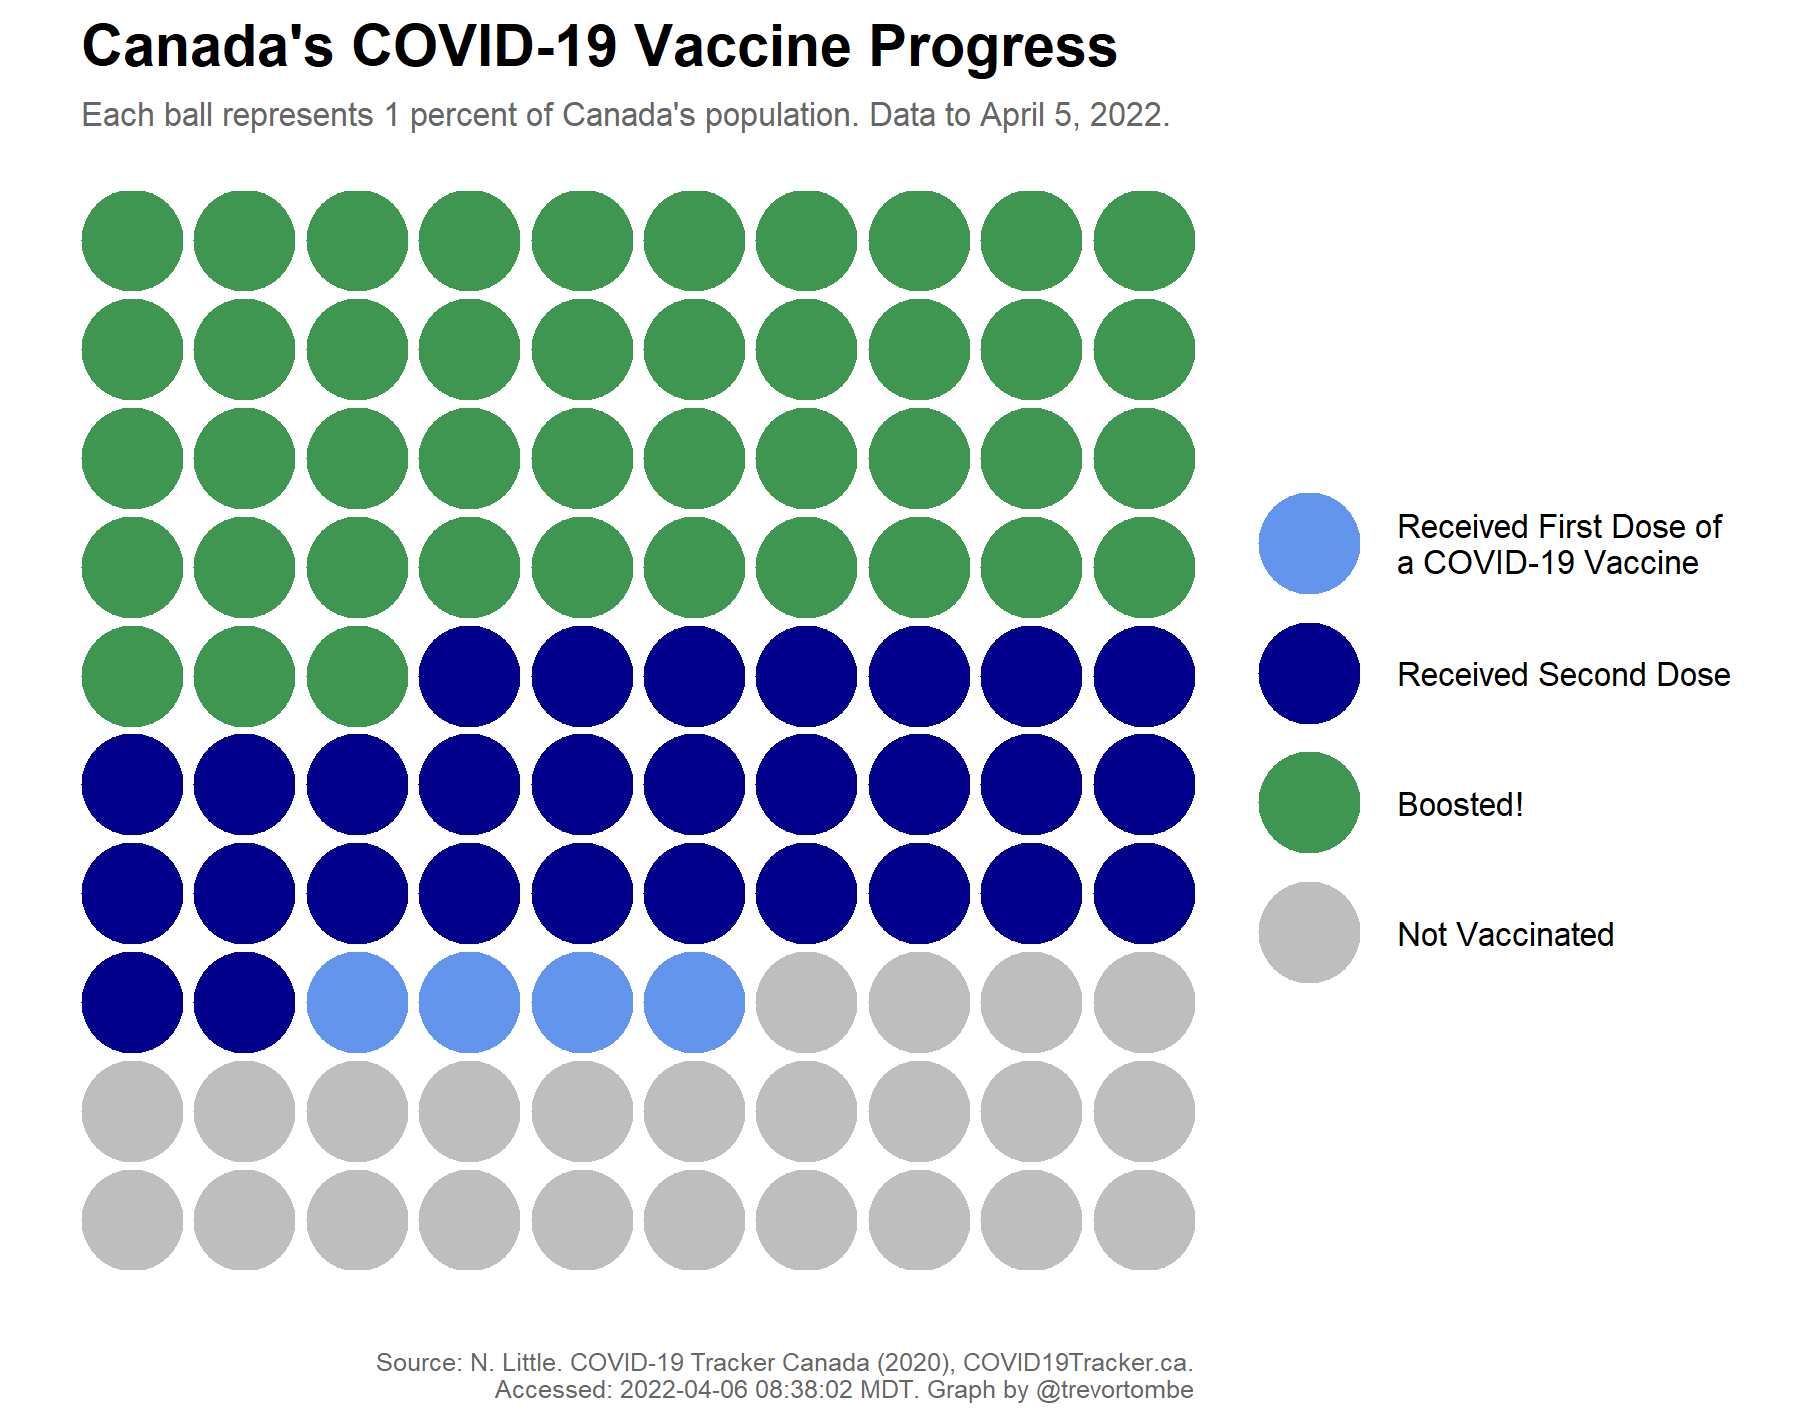 Canada's COVID-19 Vaccine Progress
Each ball represents 1 percent of Canada's population. Data to April 5, 2022.
Received First Dose of
a COVID-19 Vaccine
Received Second Dose
Boosted!
Not Vaccinated
Source: N. Little. COVID-19 Tracker Canada (2020), COVID19Tracker.ca.
Accessed: 2022-04-06 08:38:02 MDT. Graph by @trevortombe